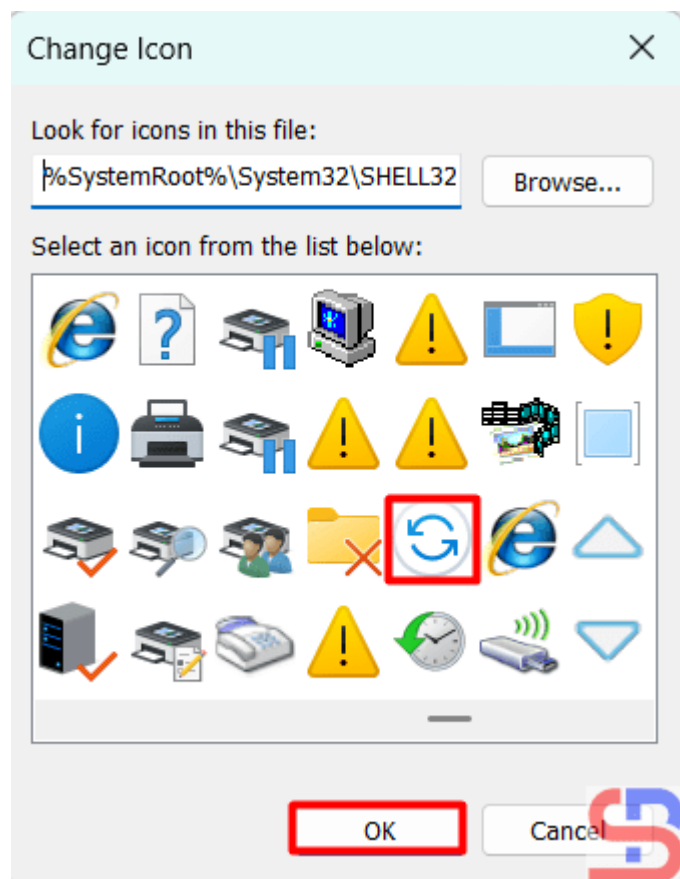 Change Icon
Look for icons in this file:
%SystemRoot%\System32\SHELL32
Browse...
Select an icon from the list below:
OK
Cancel